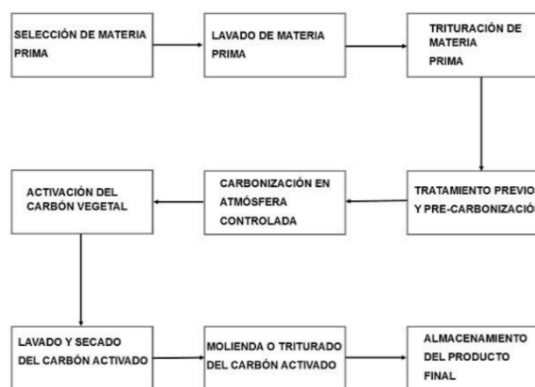 SELECCIÓN DE MATERIA
PRIMA
LAVADO DE MATERIA
PRIMA
TRITURACIÓN DE
MATERIA
PRIMA
TRATAMIENTO PREVIO
Y PRE-CARBONIZACIÓN
CARBONIZACIÓN EN
ATMÓSFERA
CONTROLADA
ACTIVACIÓN DEL
CARBÓN VEGETAL
LAVADO Y SECADO
DEL CARBÓN ACTIVADO
MOLIENDA O TRITURADO
DEL CARBÓN ACTIVADO
ALMACENAMIENTO
DEL PRODUCTO
FINAL